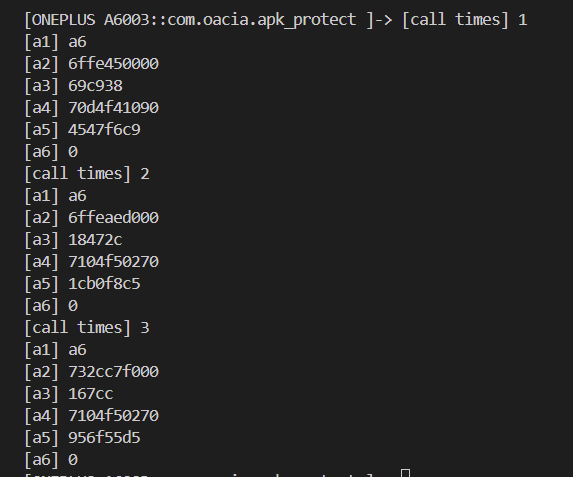 [ONEPLUS A6003::com.oacia.apk_protect ]-> [call times] 1
[a1] a6
[a2] 6ffe450000
[a3] 69c938
[a4] 70d4f41090
[a5] 4547f6c9
[a6] 0
[call times] 2
[a1] a6
[a2] 6ffeaed000
[a3] 18472c
[a4] 7104f50270
[a5] 1cb0f8c5
[a6] 0
[call times] 3
[a1] a6
[a2] 732cc7f000
[a3] 167cc
[a4] 7104f50270
[a5] 956f55d5
[a6] 0